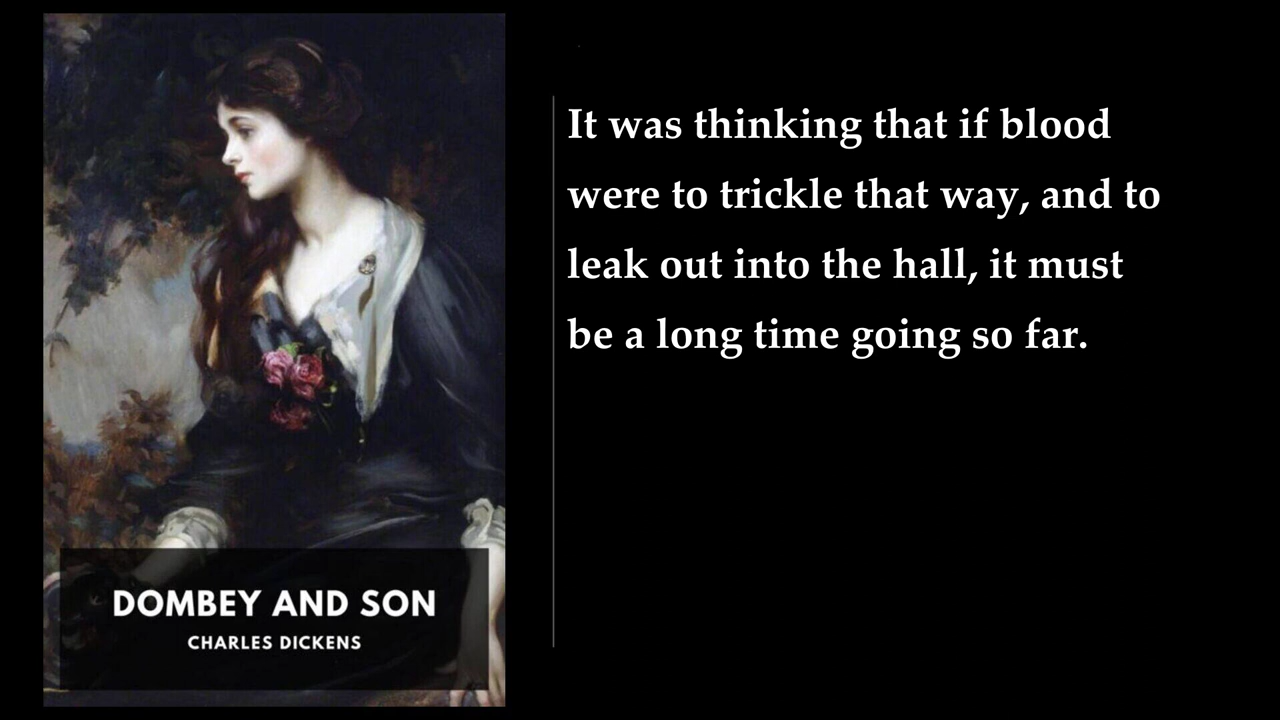 It was thinking that if blood
were to trickle that way, and to
leak out into the hall, it must
be a long time going so far.
DOMBEY AND SON
CHARLES DICKENS